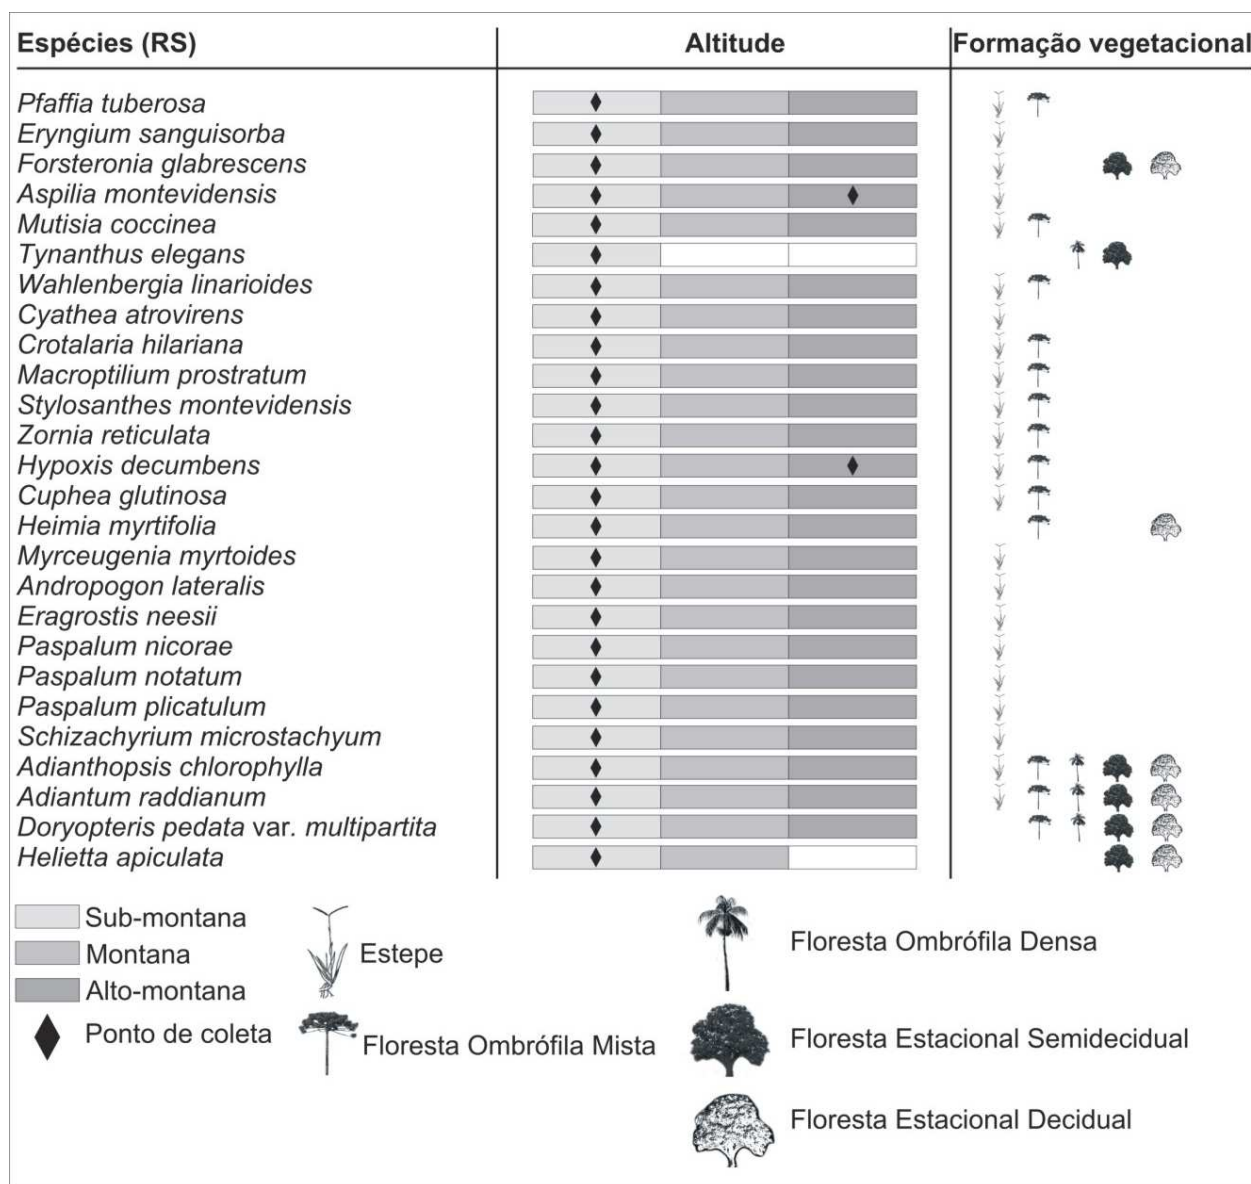 Espécies (RS) Altitude Formação vegetacional
Pfaffia tuberosa
Eryngium sanguisorba
Forsteronia glabrescens
Aspilia montevidensis
Mutisia coccinea
Tynanthus elegans
Wahlenbergia linarioides
Cyathea atrovirens
Crotalaria hilariana
Macroptilium prostratum
Stylosanthes montevidensis
Zornia reticulata
Hypoxis decumbens
Cuphea glutinosa
Heimia myrtifolia
Myrceugenia myrtoides
Andropogon lateralis
Eragrostis neesii
Paspalum nicorae
Paspalum notatum
Paspalum plicatulum
Schizachyrium microstachyum
Adianthopsis chlorophylla
Adiantum raddianum
Doryopteris pedata var. multipartita
Helietta apiculata
Sub-montana
Montana
Alto-montana
Ponto de coleta
Estepe
Floresta Ombrófila Mista
Floresta Ombrófila Densa
Floresta Estacional Semidecidual
Floresta Estacional Decidual